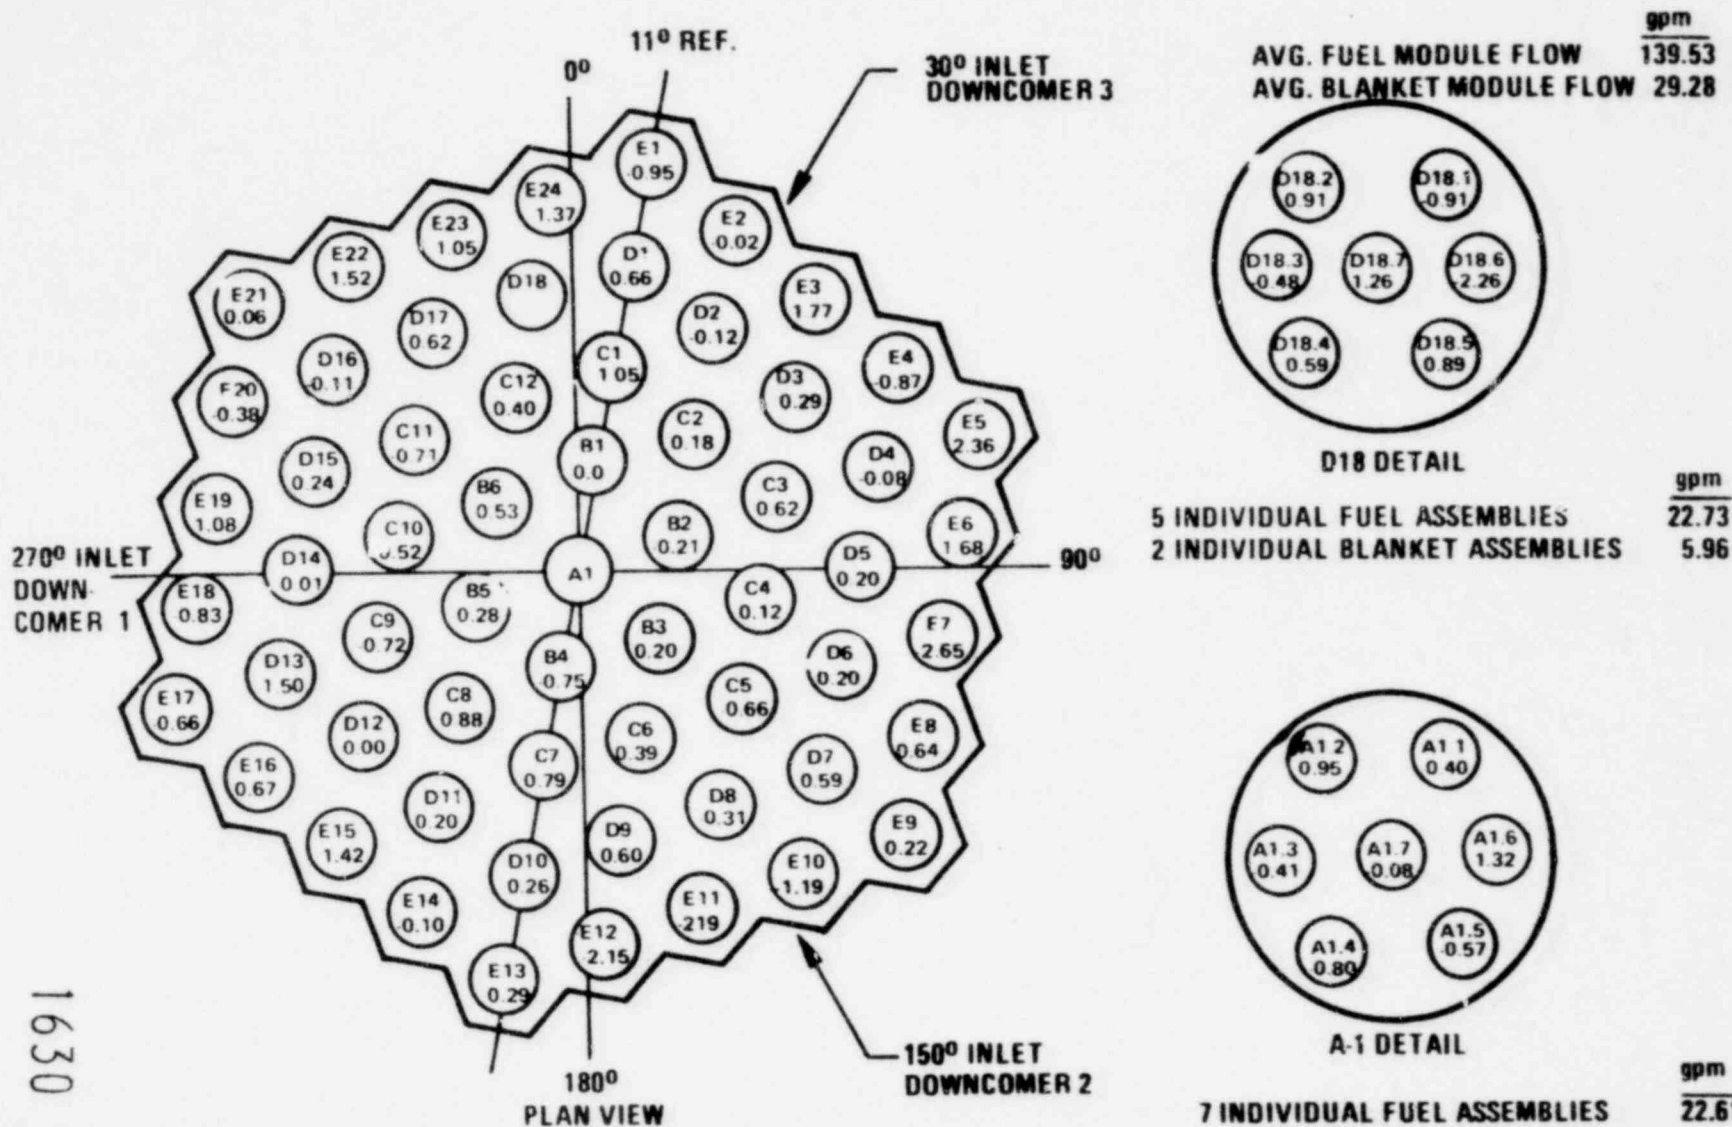 11º REF.
0º
30º INLET
DOWNCOMER 3
gpm
AVG. FUEL MODULE FLOW 139.53
AVG. BLANKET MODULE FLOW 29.28
E1
-0.95
E24
1.37
E23
1.05
E2
-0.02
E22
1.52
D1
0.66
E21
0.06
D18
E3
1.77
D17
0.62
D2
-0.12
D16
-0.11
C1
1.05
E4
-0.87
E20
-0.38
C12
0.40
D3
0.29
C11
-0.71
C2
0.18
E5
2.36
D15
0.24
B1
0.0
D4
-0.08
E19
1.08
B6
0.53
C3
0.62
C10
0.52
B2
-0.21
E6
1.68
270º INLET
DOWN-
COMER 1
D14
0.01
A1
D5
0.20
90º
E18
-0.83
B5
0.28
C4
0.12
C9
-0.72
B3
0.20
E7
-2.65
D13
1.50
B4
-0.75
D6
0.20
E17
-0.66
C8
0.88
C5
0.66
D12
0.00
C6
0.39
E8
0.64
E16
0.67
C7
0.79
D7
0.59
D11
0.20
D8
0.31
E15
1.42
D9
0.60
E9
0.22
D10
0.26
E10
-1.19
E14
-0.10
E11
-219
E12
-2.15
E13
0.29
180º
PLAN VIEW
150º INLET
DOWNCOMER 2
D18.2
0.91
D18.1
-0.91
D18.3
-0.48
D18.7
1.26
D18.6
-2.26
D18.4
0.59
D18.5
0.89
D18 DETAIL
gpm
5 INDIVIDUAL FUEL ASSEMBLIES 22.73
2 INDIVIDUAL BLANKET ASSEMBLIES 5.96
A1.2
0.95
A1.1
0.40
A1.3
-0.41
A1.7
-0.08
A1.6
1.32
A1.4
0.80
A1.5
-0.57
A-1 DETAIL
gpm
7 INDIVIDUAL FUEL ASSEMBLIES
1630